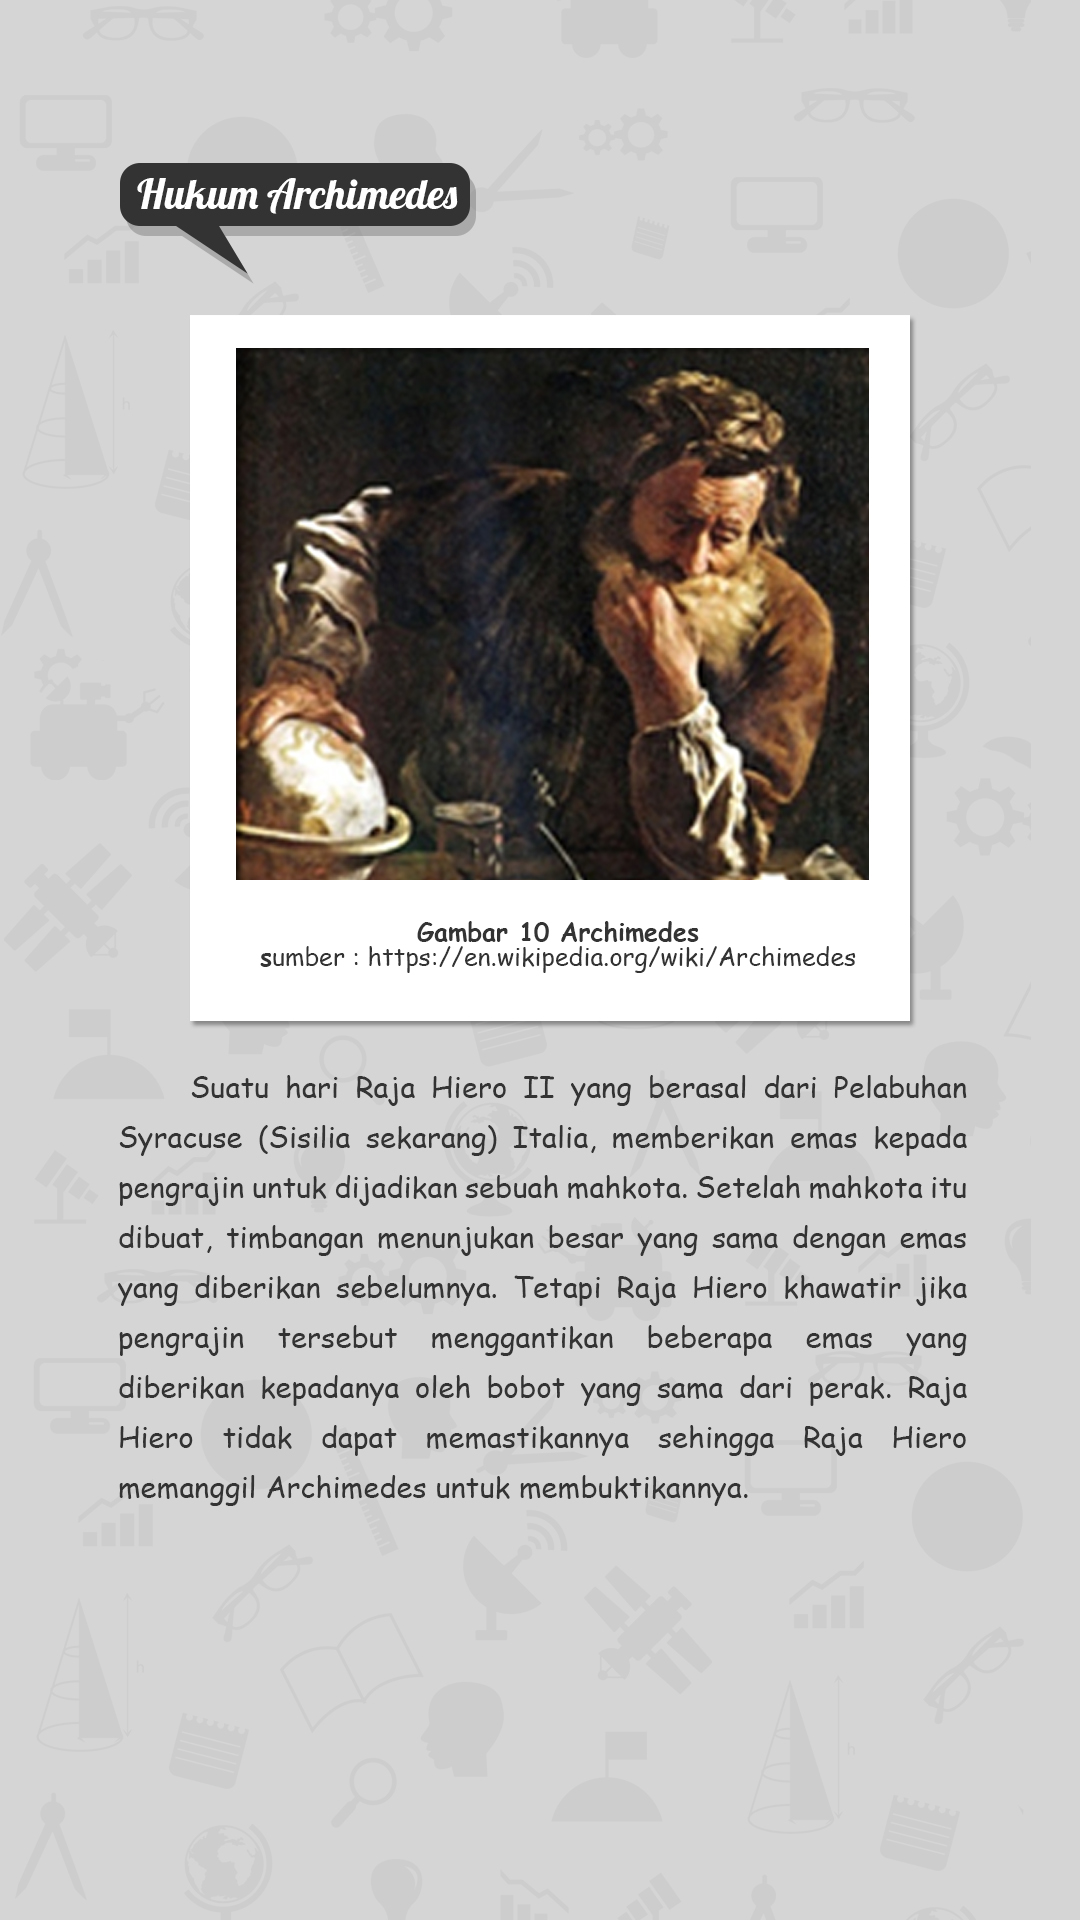 Hukum Archimedes
Gambar 10 Archimedes
sumber : https://en.wikipedia.org/wiki/Archimedes
Suatu hari Raja Hiero II yang berasal dari Pelabuhan
Syracuse (Sisilia sekarang) Italia, memberikan emas kepada
pengrajin untuk dijadikan sebuah mahkota. Setelah mahkota itu
dibuat, timbangan menunjukan besar yang sama dengan emas
yang diberikan sebelumnya. Tetapi Raja Hiero khawatir jika
pengrajin tersebut menggantikan beberapa emas yang
diberikan kepadanya oleh bobot yang sama dari perak. Raja
Hiero tidak dapat memastikannya sehingga Raja Hiero
memanggil Archimedes untuk membuktikannya.